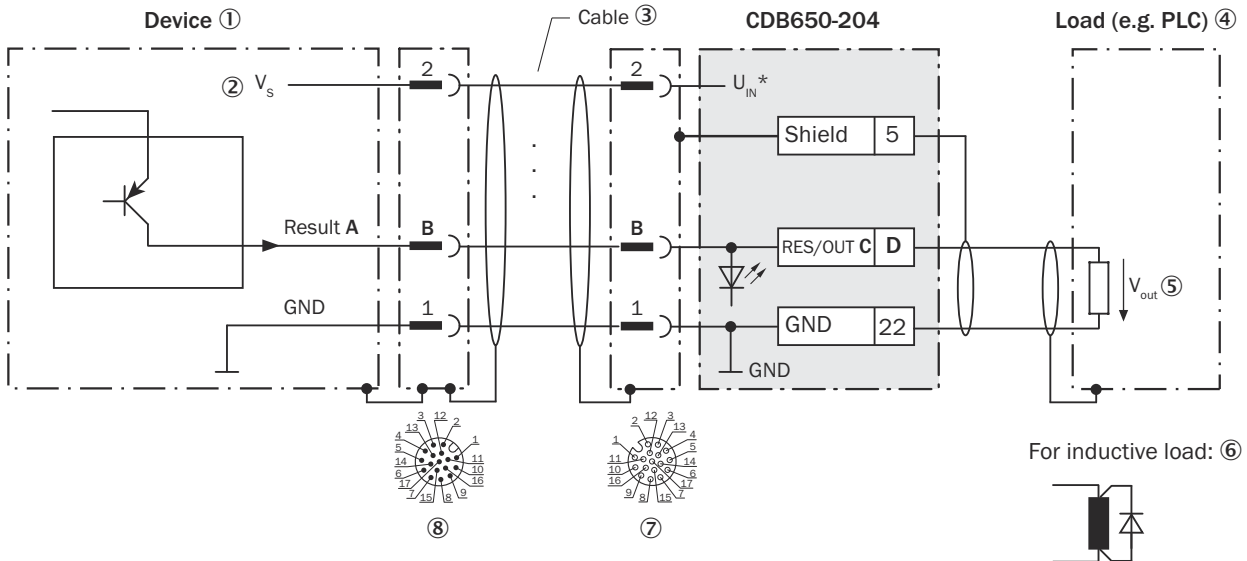 Device ①
Cable ③
CDB650-204
Load (e.g. PLC) ④
② V_S
2
2
U_IN*
Shield 5
Result A
B
B
RES/OUT C D
V_out ⑤
GND
1
1
GND 22
GND
3 12 2
13
4 1
5
14 11
6 10
17 16
7 15 8 9
⑧
2 12 3
13
1 4
5
11 14
10 6
16 17
9 8 15 7
⑦
For inductive load: ⑥